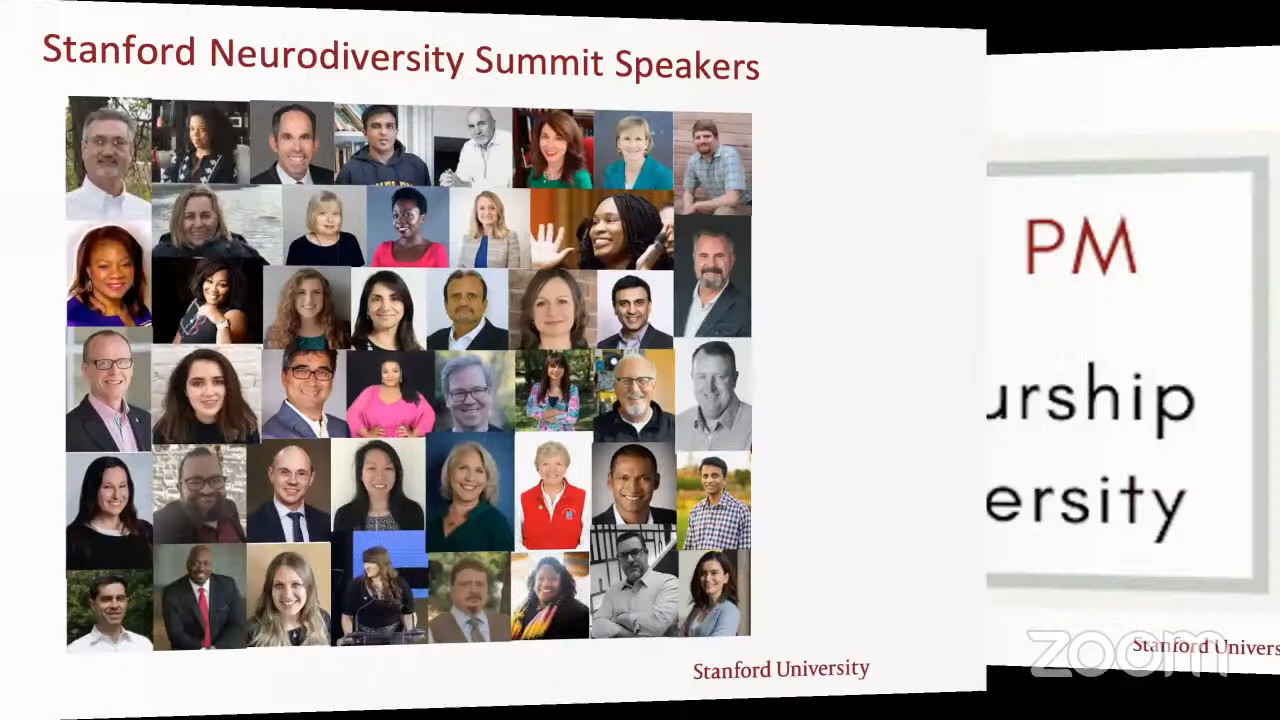 Stanford Neurodiversity Summit Speakers
Stanford University
PM
urship
ersity
Stanford Univers
zoom